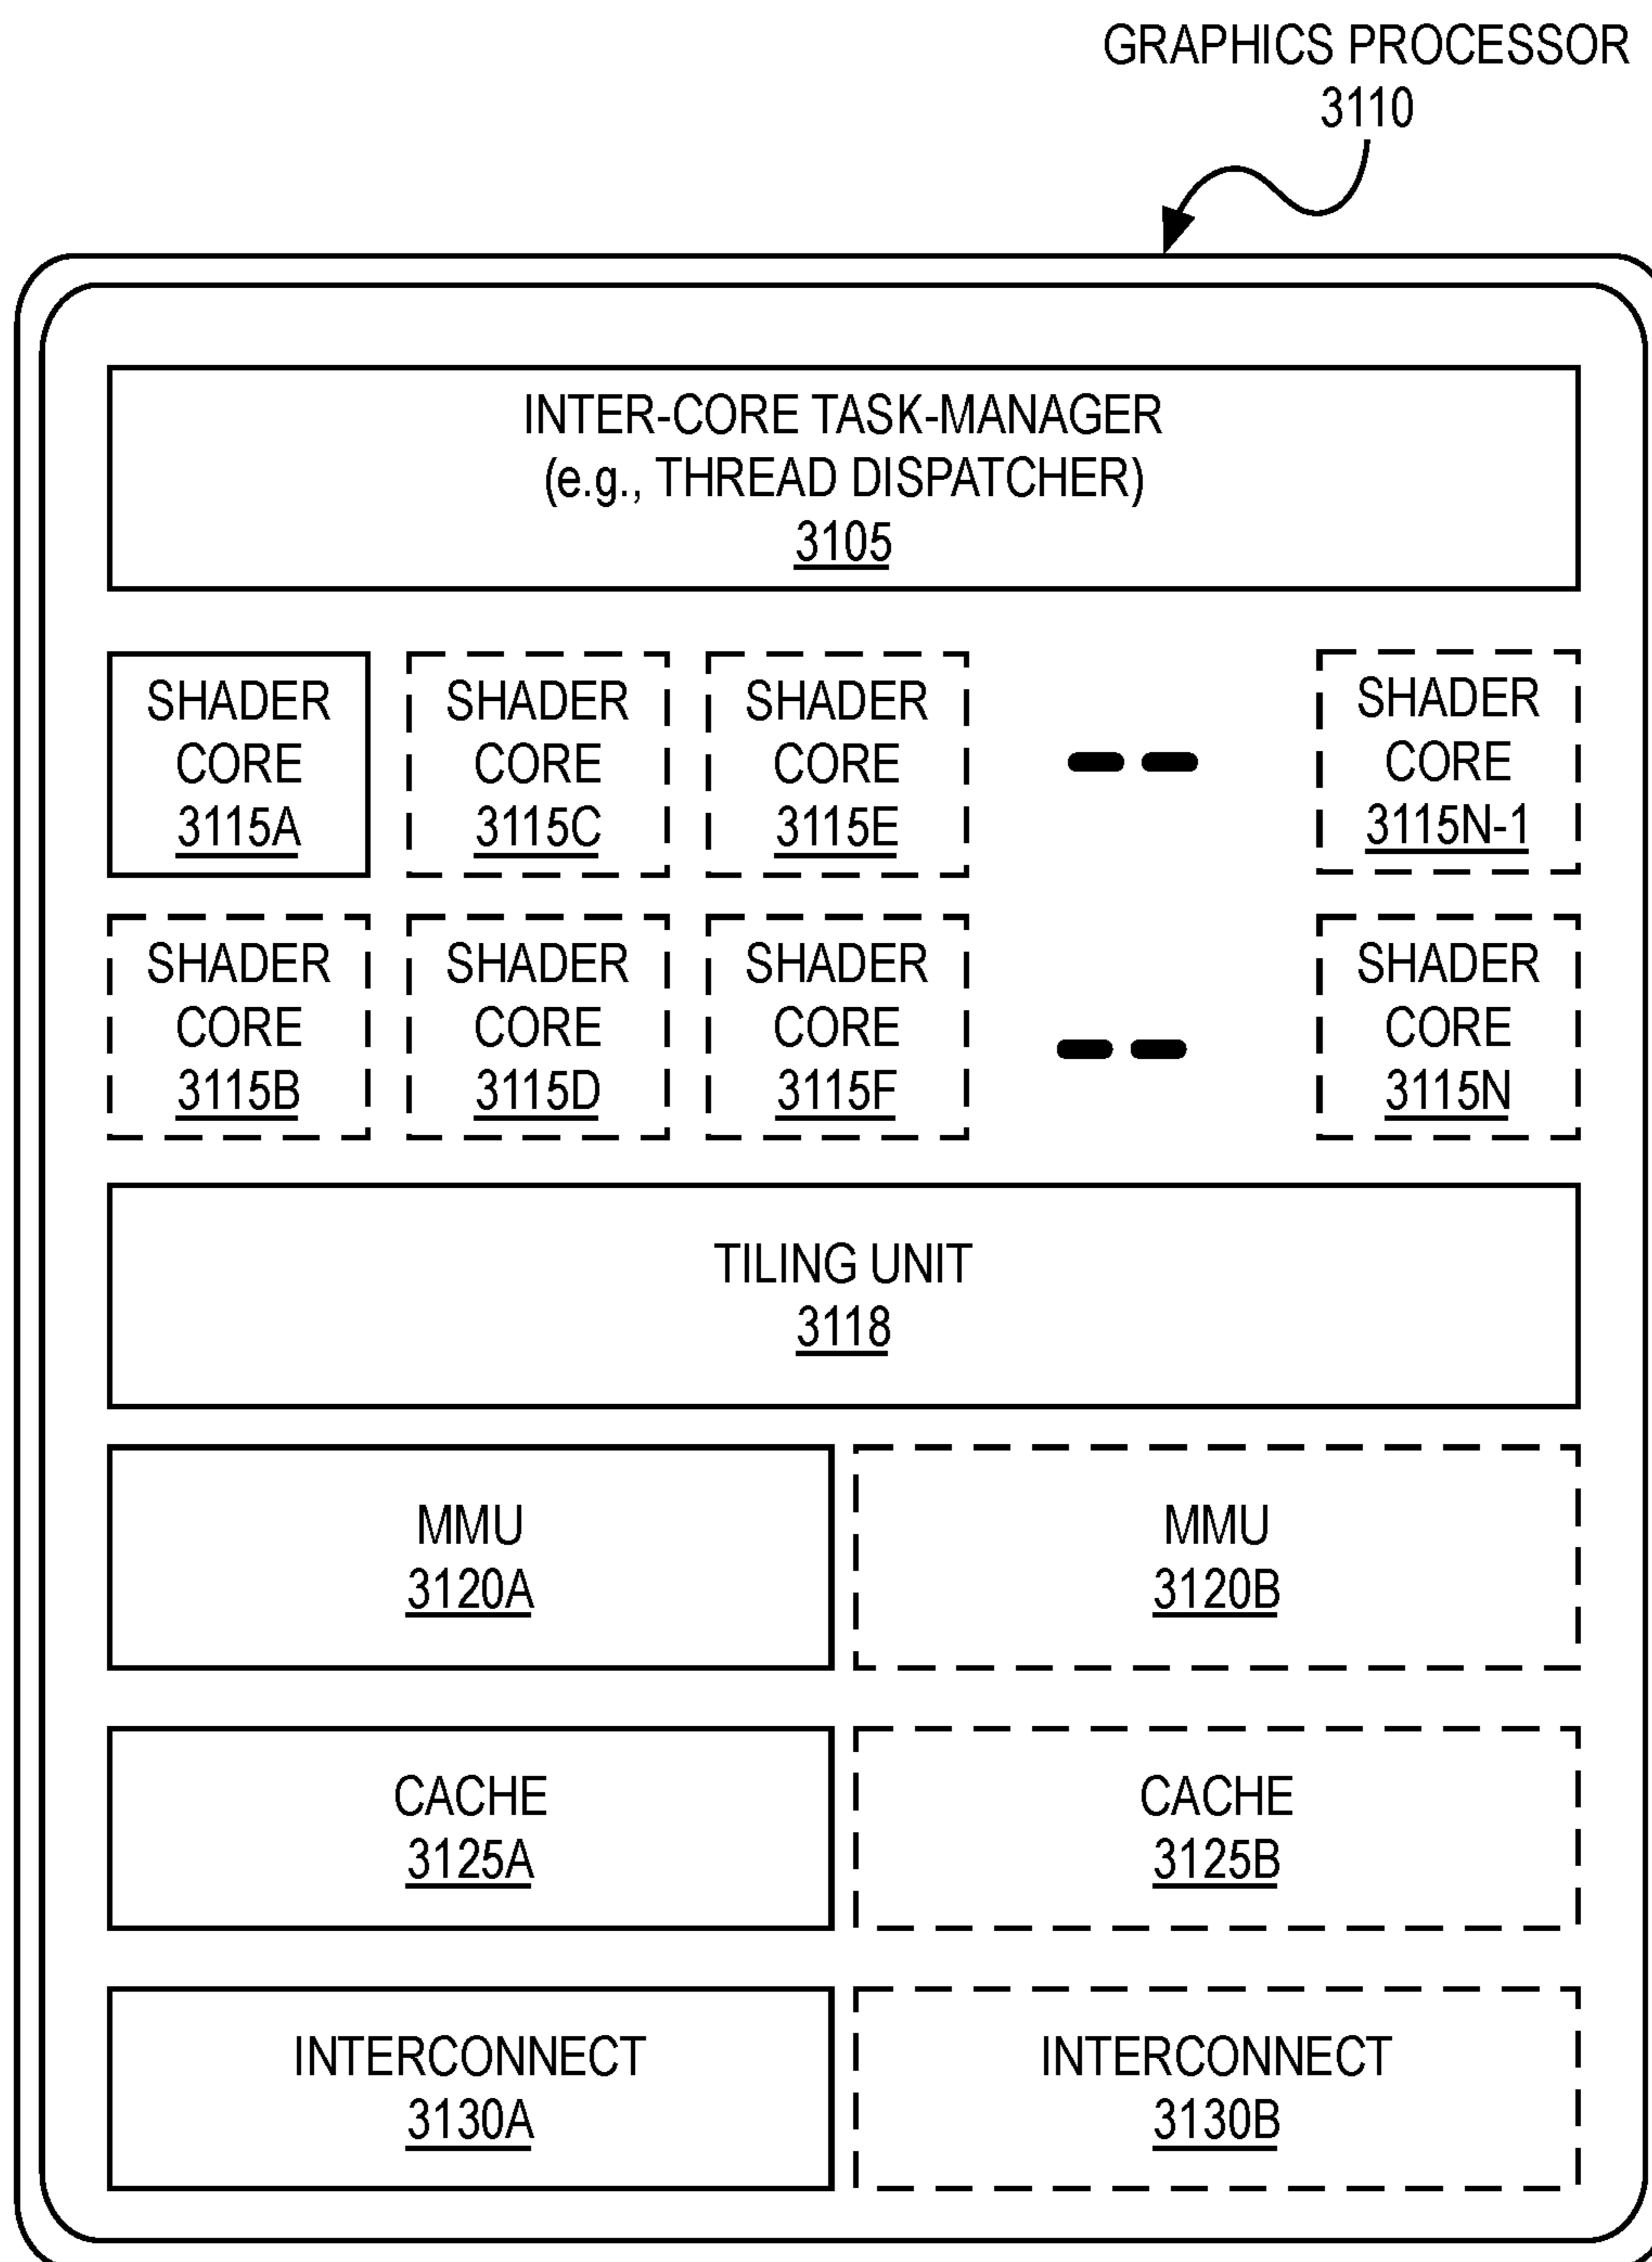 GRAPHICS PROCESSOR
3110
INTER-CORE TASK-MANAGER
(e.g., THREAD DISPATCHER)
3105
SHADER
CORE
3115A
SHADER
CORE
3115C
SHADER
CORE
3115E
SHADER
CORE
3115N-1
SHADER
CORE
3115B
SHADER
CORE
3115D
SHADER
CORE
3115F
SHADER
CORE
3115N
TILING UNIT
3118
MMU
3120A
MMU
3120B
CACHE
3125A
CACHE
3125B
INTERCONNECT
3130A
INTERCONNECT
3130B